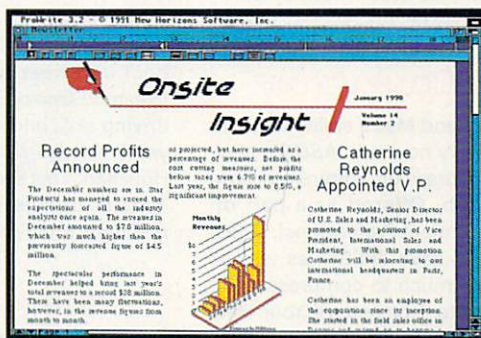 ProWrite 3.2 - © 1991 New Horizons Software, Inc.
Newsletter
Onsite
Insight
January 1990
Volume 14
Number 2
Record Profits
Announced
The December numbers are in. Star
Products has managed to exceed the
expectations of all the industry
analysts once again. The revenues in
December amounted to $7.8 million,
which was much higher than the
previously forecasted figure of $4.5
million.
The spectacular performance in
December helped bring last year's
total revenues to a record $38 million.
There have been many fluctuations,
however, in the revenue figures from
month to month.
as projected, but have increased as a
percentage of revenues. Before the
cost cutting measures, net profits
before taxes were 6.7% of revenues.
Last year, the figure rose to 8.5%, a
significant improvement.
Monthly
Revenues
Catherine
Reynolds
Appointed V.P.
Catherine Reynolds, Senior Director
of U.S. Sales and Marketing, has been
promoted to the position of Vice
President, International Sales and
Marketing. With this promotion
Catherine will be relocating to our
international headquarters in Paris,
France.
Catherine has been an employee of
the corporation since its inception.
She started in the field sales office in
Page